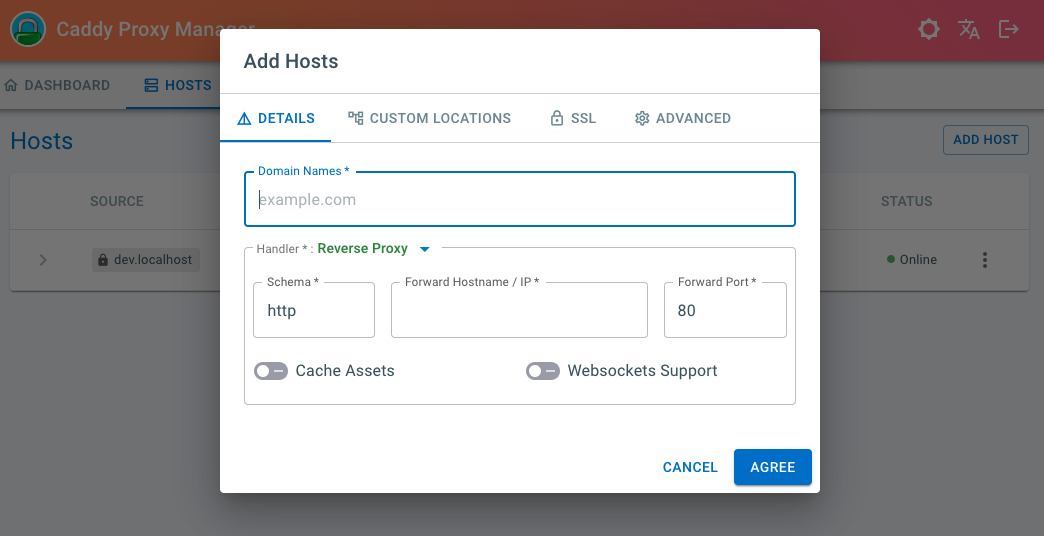 Caddy Proxy Manager
DASHBOARD
HOSTS
Hosts
ADD HOST
SOURCE
STATUS
dev.localhost
Online
Add Hosts
DETAILS
CUSTOM LOCATIONS
SSL
ADVANCED
Domain Names *
example.com
Handler * : Reverse Proxy
Schema *
http
Forward Hostname / IP *
Forward Port *
80
Cache Assets
Websockets Support
CANCEL
AGREE